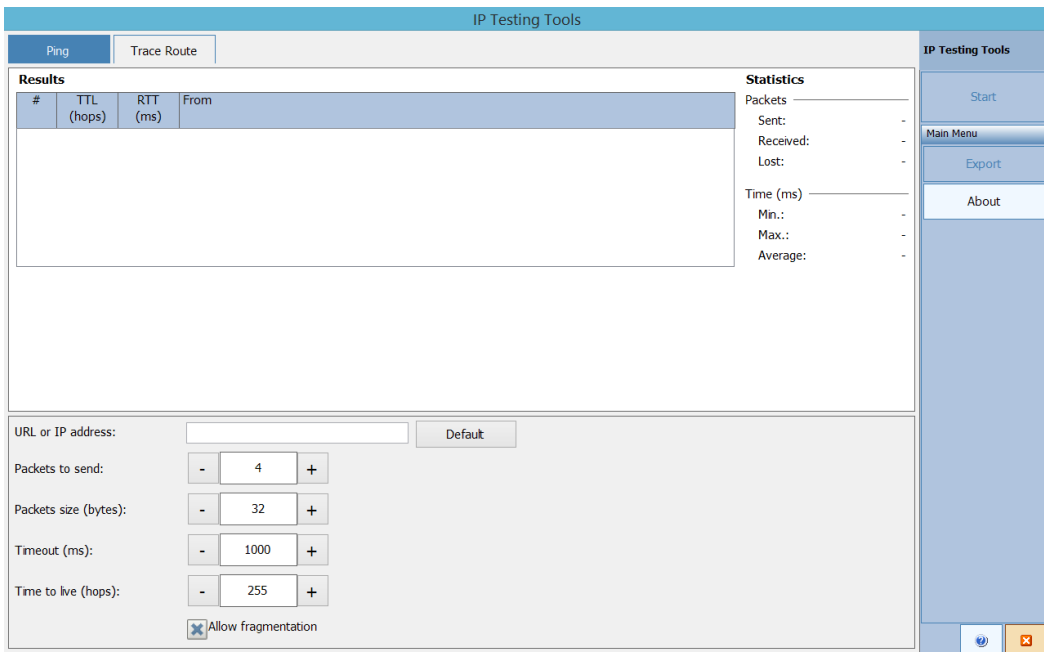 IP Testing Tools
Ping
Trace Route
IP Testing Tools
Results
Statistics
# TTL (hops) RTT (ms) From
Packets
Sent: -
Received: -
Lost: -
Time (ms)
Min.: -
Max.: -
Average: -
Start
Main Menu
Export
About
URL or IP address:
Default
Packets to send: - 4 +
Packets size (bytes): - 32 +
Timeout (ms): - 1000 +
Time to live (hops): - 255 +
Allow fragmentation